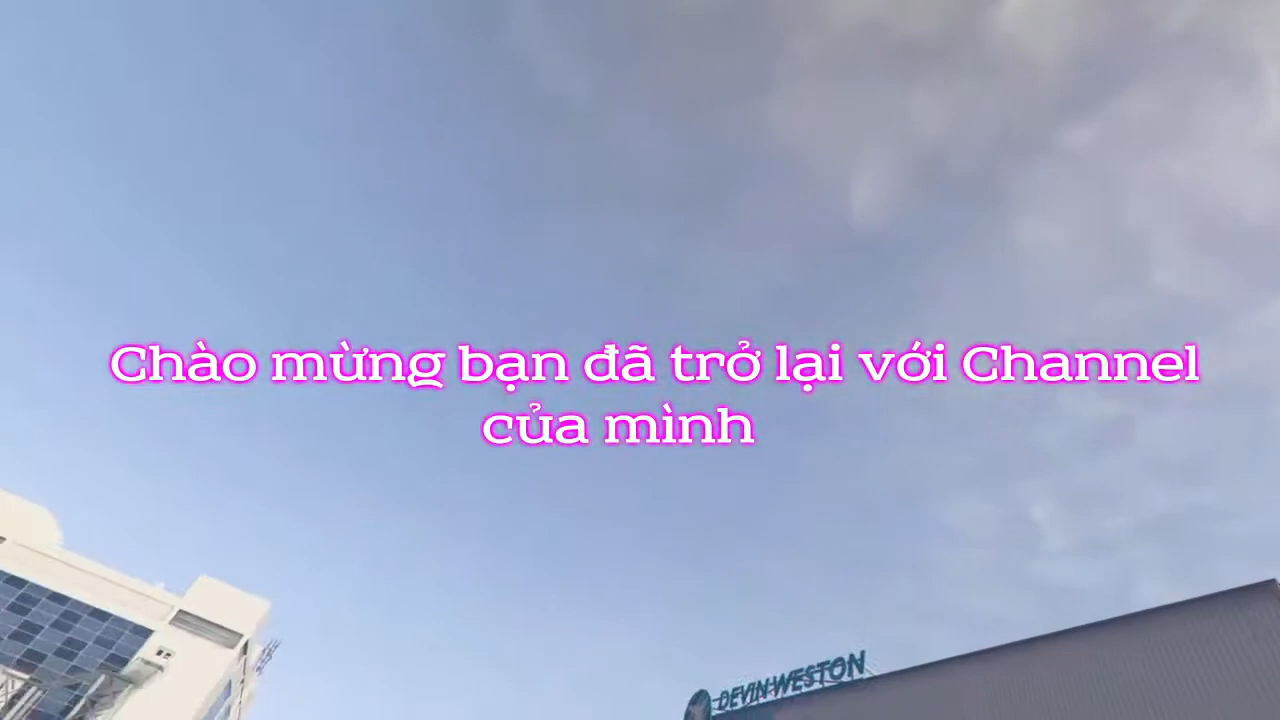 Chào mừng bạn đã trở lại với Channel
của mình
DEVIN WESTON